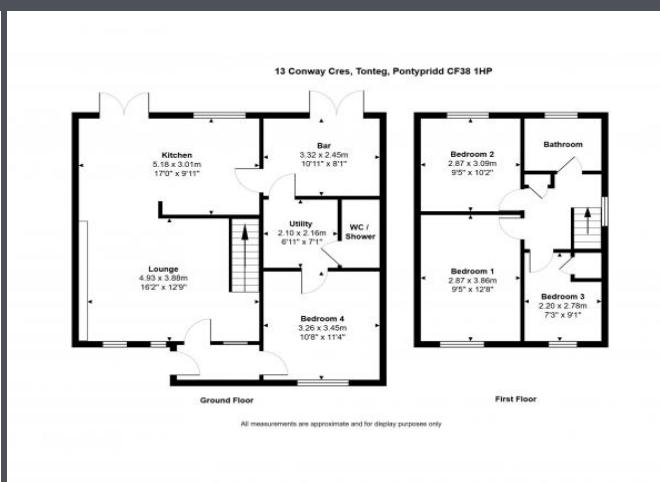 13 Conway Cres, Tonteg, Pontypridd CF38 1HP
Kitchen
5.18 x 3.01m
17'0" x 9'11"
Bar
3.32 x 2.45m
10'11" x 8'1"
Utility
2.10 x 2.16m
6'11" x 7'1"
WC /
Shower
Lounge
4.93 x 3.88m
16'2" x 12'9"
Bedroom 4
3.26 x 3.45m
10'8" x 11'4"
Ground Floor
Bedroom 2
2.87 x 3.09m
9'5" x 10'2"
Bathroom
Bedroom 1
2.87 x 3.86m
9'5" x 12'8"
Bedroom 3
2.20 x 2.78m
7'3" x 9'1"
First Floor
All measurements are approximate and for display purposes only